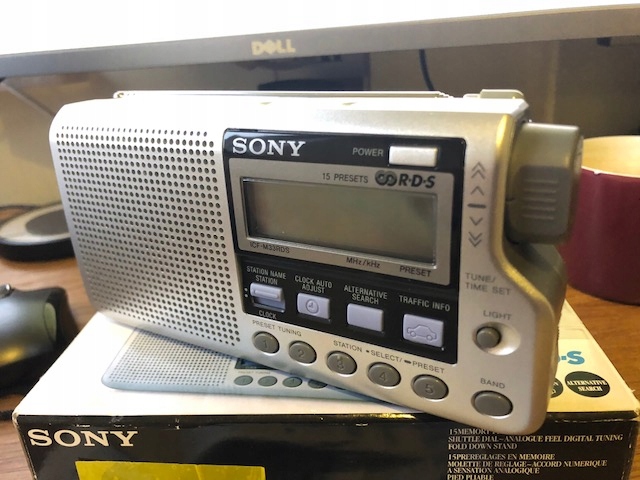 DELL
SONY
POWER
15 PRESETS
R·D·S
ICF-M33RDS
MHz/kHz
PRESET
STATION NAME
STATION
CLOCK
CLOCK AUTO
ADJUST
ALTERNATIVE
SEARCH
TRAFFIC INFO
TUNE/
TIME SET
LIGHT
PRESET TUNING
STATION •SELECT/ PRESET
2
3
4
5
BAND
SONY
-S
ALTERNATIVE
SEARCH
15 MEMORY
SHUTTLE DIAL-ANALOGUE FEEL DIGITAL TUNING
FOLD DOWN STAND
15 PREREGLAGES EN MEMOIRE
MOLETTE DE REGLAGE-ACCORD NUMERIQUE
A SENSATION ANALOGIQUE
PIED PLIABLE